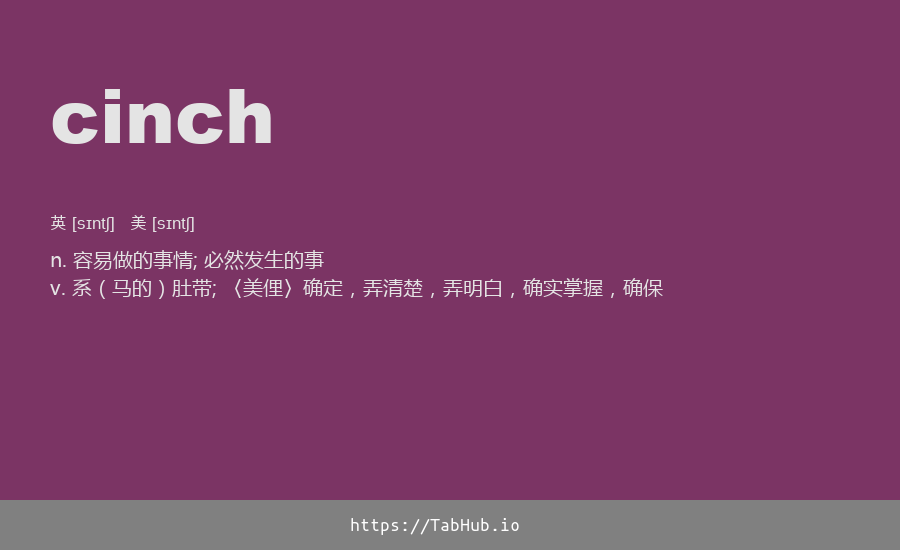 cinch
英 [sɪntʃ] 美 [sɪntʃ]
n. 容易做的事情; 必然发生的事
v. 系（马的）肚带; 〈美俚〉确定，弄清楚，弄明白，确实掌握，确保
https://TabHub.io